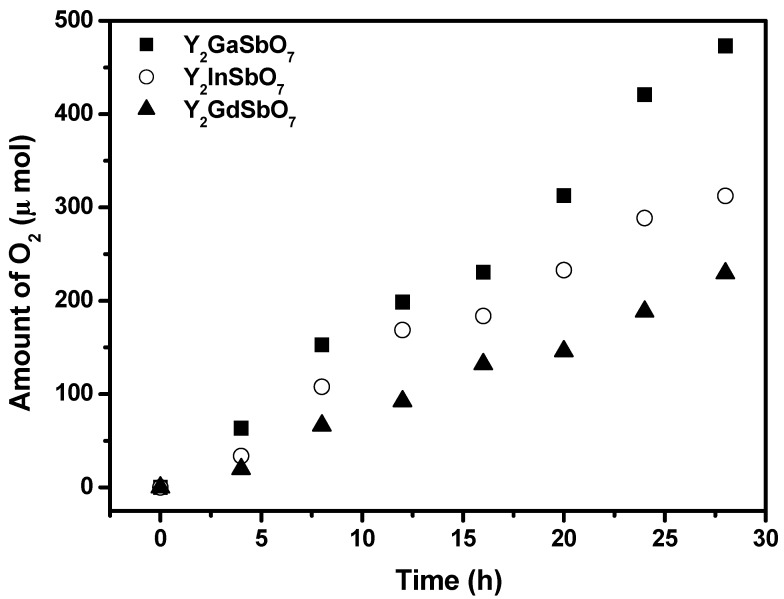 500
400
300
200
100
0
Amount of O₂ (μ mol)
Y₂GaSbO₇
Y₂InSbO₇
Y₂GdSbO₇
0 5 10 15 20 25 30
Time (h)